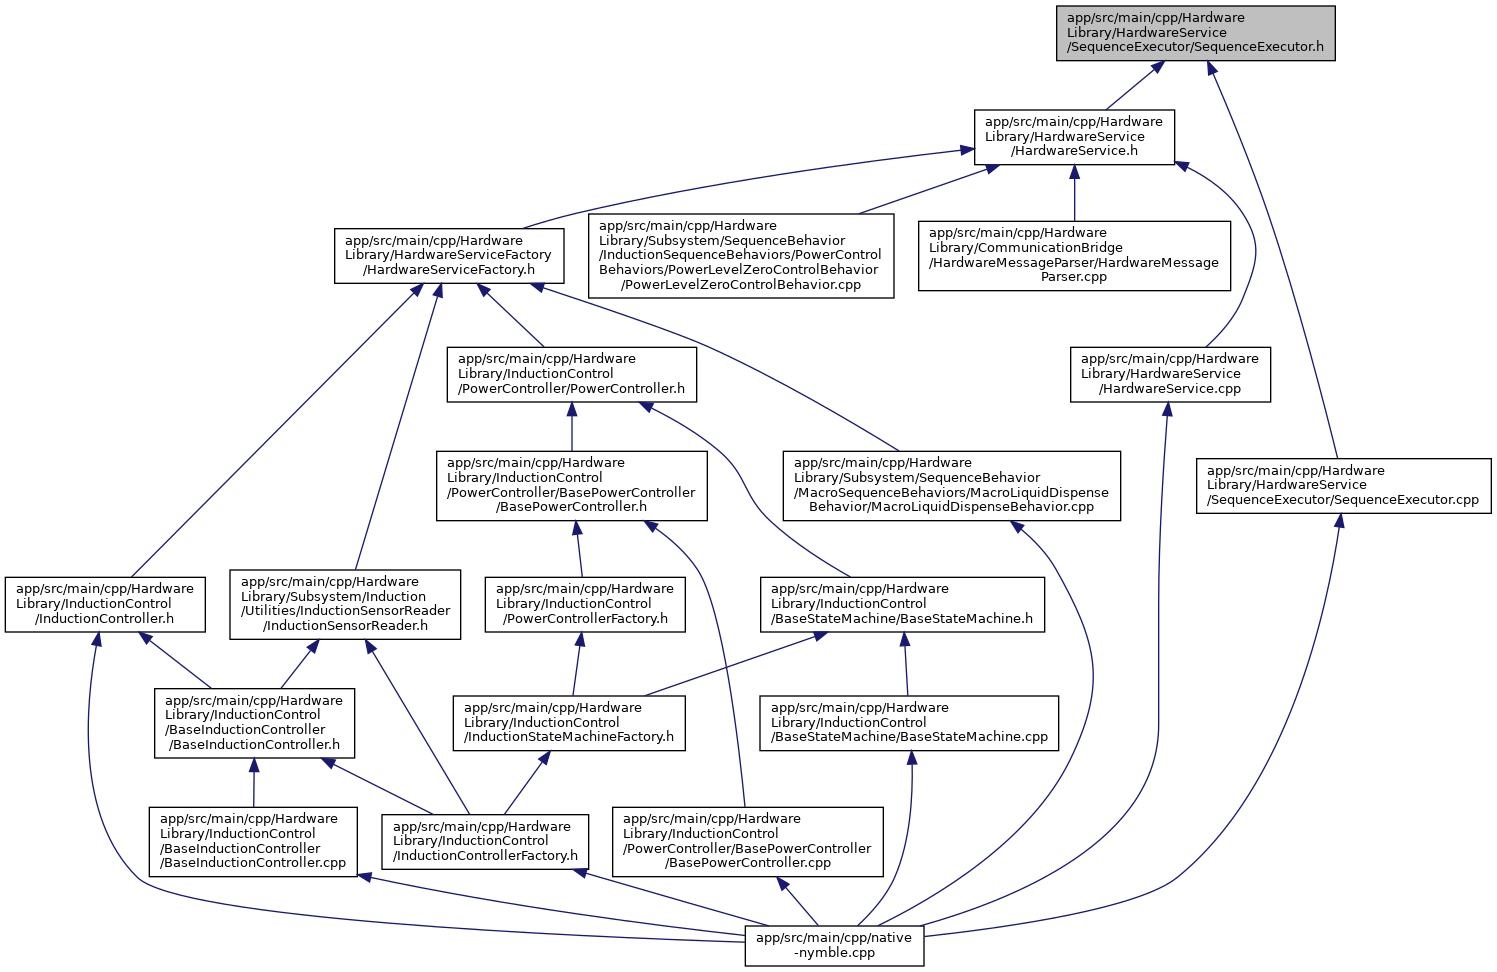 app/src/main/cpp/Hardware
Library/HardwareService
/SequenceExecutor/SequenceExecutor.h
app/src/main/cpp/Hardware
Library/HardwareService
/HardwareService.h
app/src/main/cpp/Hardware
Library/HardwareServiceFactory
/HardwareServiceFactory.h
app/src/main/cpp/Hardware
Library/Subsystem/SequenceBehavior
/InductionSequenceBehaviors/PowerControl
Behaviors/PowerLevelZeroControlBehavior
/PowerLevelZeroControlBehavior.cpp
app/src/main/cpp/Hardware
Library/CommunicationBridge
/HardwareMessageParser/HardwareMessage
Parser.cpp
app/src/main/cpp/Hardware
Library/InductionControl
/PowerController/PowerController.h
app/src/main/cpp/Hardware
Library/HardwareService
/HardwareService.cpp
app/src/main/cpp/Hardware
Library/InductionControl
/PowerController/BasePowerController
/BasePowerController.h
app/src/main/cpp/Hardware
Library/Subsystem/SequenceBehavior
/MacroSequenceBehaviors/MacroLiquidDispense
Behavior/MacroLiquidDispenseBehavior.cpp
app/src/main/cpp/Hardware
Library/HardwareService
/SequenceExecutor/SequenceExecutor.cpp
app/src/main/cpp/Hardware
Library/InductionControl
/InductionController.h
app/src/main/cpp/Hardware
Library/Subsystem/Induction
/Utilities/InductionSensorReader
/InductionSensorReader.h
app/src/main/cpp/Hardware
Library/InductionControl
/PowerControllerFactory.h
app/src/main/cpp/Hardware
Library/InductionControl
/BaseStateMachine/BaseStateMachine.h
app/src/main/cpp/Hardware
Library/InductionControl
/BaseInductionController
/BaseInductionController.h
app/src/main/cpp/Hardware
Library/InductionControl
/InductionStateMachineFactory.h
app/src/main/cpp/Hardware
Library/InductionControl
/BaseStateMachine/BaseStateMachine.cpp
app/src/main/cpp/Hardware
Library/InductionControl
/BaseInductionController
/BaseInductionController.cpp
app/src/main/cpp/Hardware
Library/InductionControl
/InductionControllerFactory.h
app/src/main/cpp/Hardware
Library/InductionControl
/PowerController/BasePowerController
/BasePowerController.cpp
app/src/main/cpp/native
-nymble.cpp